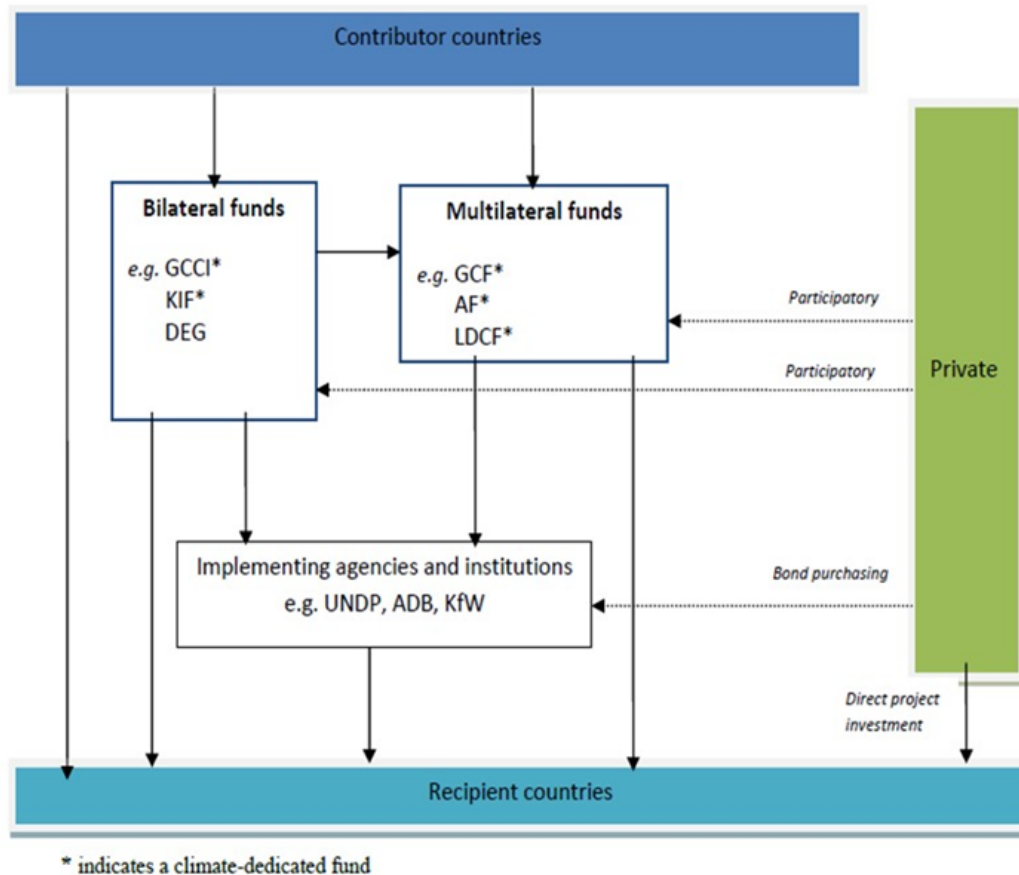 Contributor countries
Bilateral funds
e.g. GCCI*
KIF*
DEG
Multilateral funds
e.g. GCF*
AF*
LDCF*
Participatory
Participatory
Private
Implementing agencies and institutions
e.g. UNDP, ADB, KfW
Bond purchasing
Direct project
investment
Recipient countries
* indicates a climate-dedicated fund